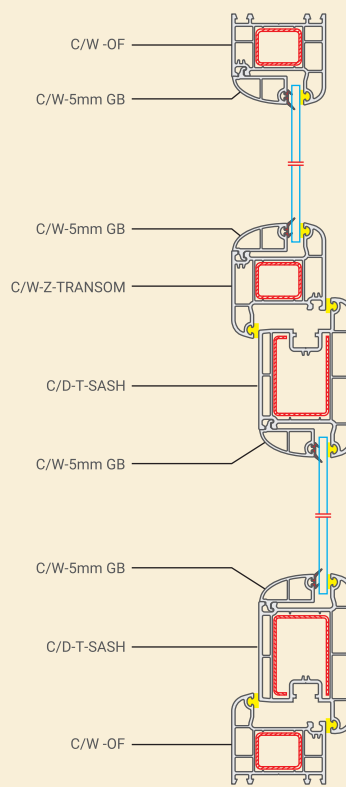 C/W -OF
C/W-5mm GB
C/W-5mm GB
C/W-Z-TRANSOM
C/D-T-SASH
C/W-5mm GB
C/W-5mm GB
C/D-T-SASH
C/W -OF